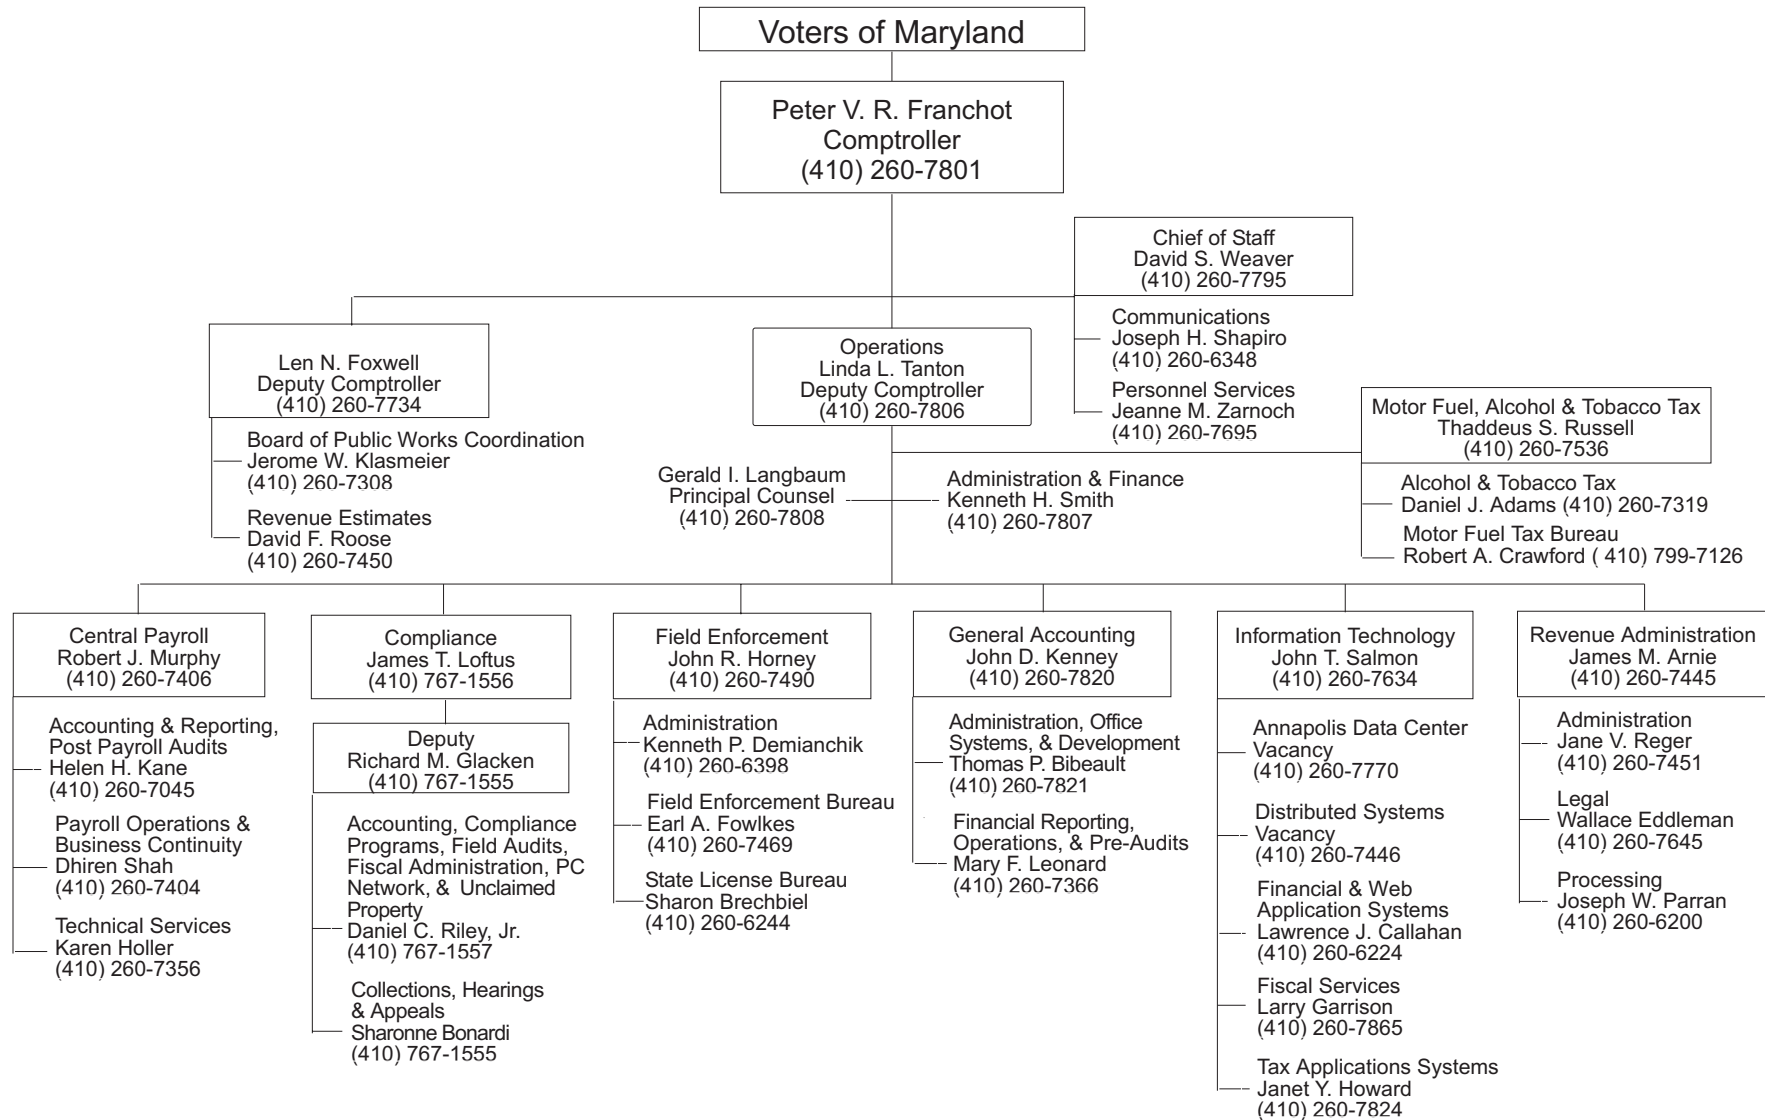 Voters of Maryland
Peter V. R. Franchot
Comptroller
(410) 260-7801
Chief of Staff
David S. Weaver
(410) 260-7795
Communications
Joseph H. Shapiro
(410) 260-6348
Personnel Services
Jeanne M. Zarnoch
(410) 260-7695
Len N. Foxwell
Deputy Comptroller
(410) 260-7734
Board of Public Works Coordination
Jerome W. Klasmeier
(410) 260-7308
Revenue Estimates
David F. Roose
(410) 260-7450
Operations
Linda L. Tanton
Deputy Comptroller
(410) 260-7806
Gerald I. Langbaum
Principal Counsel
(410) 260-7808
Administration & Finance
Kenneth H. Smith
(410) 260-7807
Motor Fuel, Alcohol & Tobacco Tax
Thaddeus S. Russell
(410) 260-7536
Alcohol & Tobacco Tax
Daniel J. Adams (410) 260-7319
Motor Fuel Tax Bureau
Robert A. Crawford ( 410) 799-7126
Central Payroll
Robert J. Murphy
(410) 260-7406
Accounting & Reporting,
Post Payroll Audits
Helen H. Kane
(410) 260-7045
Payroll Operations &
Business Continuity
Dhiren Shah
(410) 260-7404
Technical Services
Karen Holler
(410) 260-7356
Compliance
James T. Loftus
(410) 767-1556
Deputy
Richard M. Glacken
(410) 767-1555
Accounting, Compliance
Programs, Field Audits,
Fiscal Administration, PC
Network, & Unclaimed
Property
Daniel C. Riley, Jr.
(410) 767-1557
Collections, Hearings
& Appeals
Sharonne Bonardi
(410) 767-1555
Field Enforcement
John R. Horney
(410) 260-7490
Administration
Kenneth P. Demianchik
(410) 260-6398
Field Enforcement Bureau
Earl A. Fowlkes
(410) 260-7469
State License Bureau
Sharon Brechbiel
(410) 260-6244
General Accounting
John D. Kenney
(410) 260-7820
Administration, Office
Systems, & Development
Thomas P. Bibeault
(410) 260-7821
Financial Reporting,
Operations, & Pre-Audits
Mary F. Leonard
(410) 260-7366
Information Technology
John T. Salmon
(410) 260-7634
Annapolis Data Center
Vacancy
(410) 260-7770
Distributed Systems
Vacancy
(410) 260-7446
Financial & Web
Application Systems
Lawrence J. Callahan
(410) 260-6224
Fiscal Services
Larry Garrison
(410) 260-7865
Tax Applications Systems
Janet Y. Howard
(410) 260-7824
Revenue Administration
James M. Arnie
(410) 260-7445
Administration
Jane V. Reger
(410) 260-7451
Legal
Wallace Eddleman
(410) 260-7645
Processing
Joseph W. Parran
(410) 260-6200